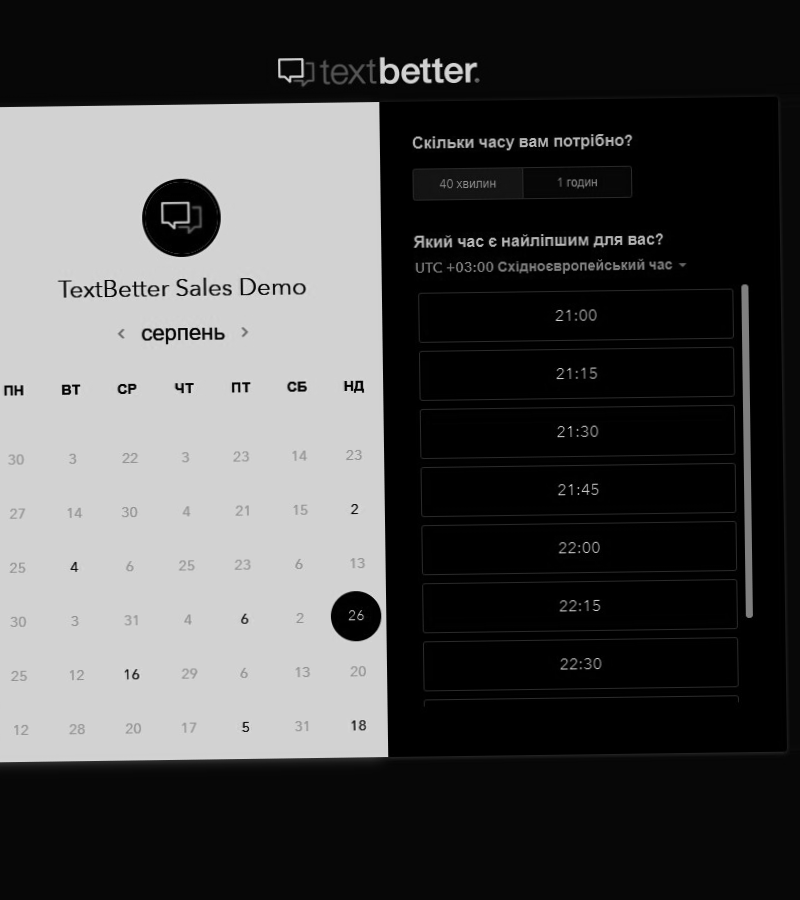 textbetter.
TextBetter Sales Demo
серпень
ПН ВТ СР ЧТ ПТ СБ НД
30 3 22 3 23 14 23
27 14 30 4 21 15 2
25 4 6 25 23 6 13
30 3 31 4 6 2 26
25 12 16 29 6 13 20
12 28 20 17 5 31 18
Скільки часу вам потрібно?
40 хвилин 1 годин
Який час є найліпшим для вас?
UTC +03:00 Східноєвропейський час
21:00
21:15
21:30
21:45
22:00
22:15
22:30